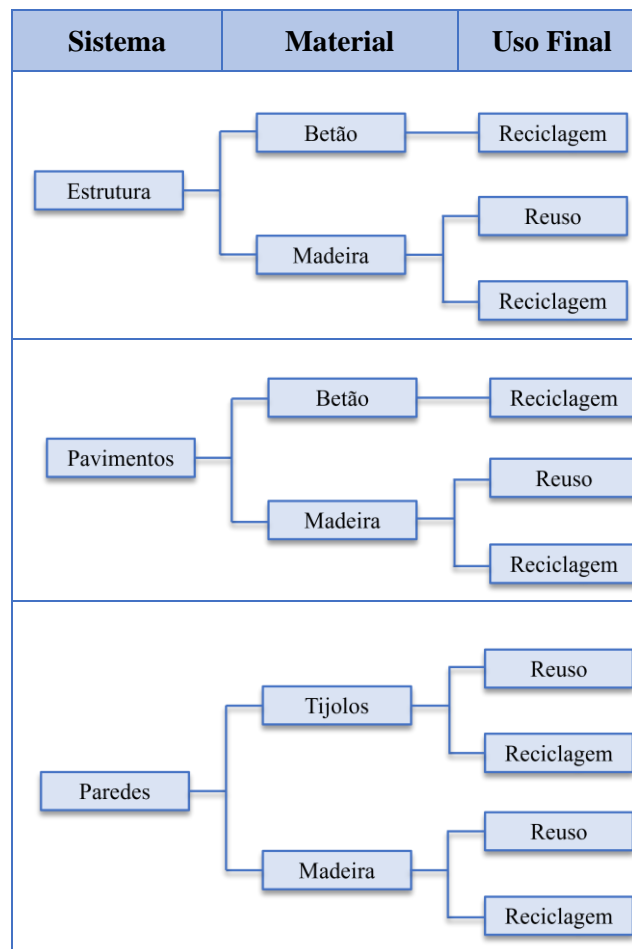 Sistema
Material
Uso Final
Estrutura
Betão
Reciclagem
Madeira
Reuso
Reciclagem
Pavimentos
Betão
Reciclagem
Madeira
Reuso
Reciclagem
Paredes
Tijolos
Reuso
Reciclagem
Madeira
Reuso
Reciclagem